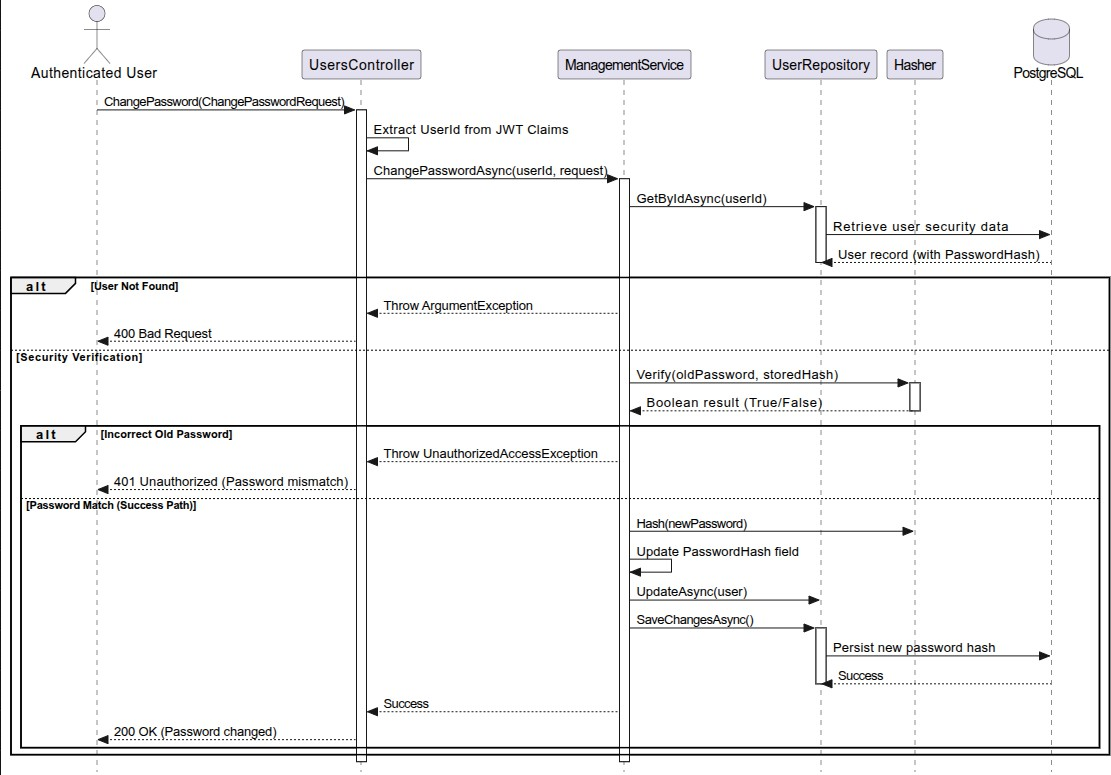 Authenticated User
UsersController
ManagementService
UserRepository
Hasher
PostgreSQL
ChangePassword(ChangePasswordRequest)
Extract UserId from JWT Claims
ChangePasswordAsync(userId, request)
GetByIdAsync(userId)
Retrieve user security data
User record (with PasswordHash)
alt [User Not Found]
Throw ArgumentException
400 Bad Request
[Security Verification]
Verify(oldPassword, storedHash)
Boolean result (True/False)
alt [Incorrect Old Password]
Throw UnauthorizedAccessException
401 Unauthorized (Password mismatch)
[Password Match (Success Path)]
Hash(newPassword)
Update PasswordHash field
UpdateAsync(user)
SaveChangesAsync()
Persist new password hash
Success
Success
200 OK (Password changed)